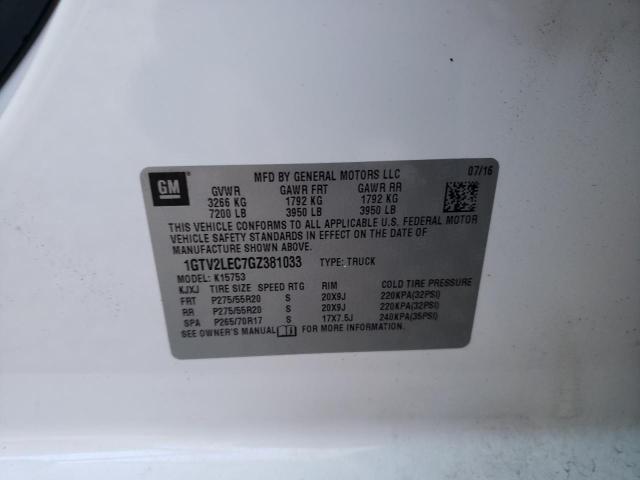 GM
MFD BY GENERAL MOTORS LLC 07/16
GVWR GAWR FRT GAWR RR
3266 KG 1792 KG 1792 KG
7200 LB 3950 LB 3950 LB
THIS VEHICLE CONFORMS TO ALL APPLICABLE U.S. FEDERAL MOTOR
VEHICLE SAFETY STANDARDS IN EFFECT ON THE DATE OF
MANUFACTURE SHOWN ABOVE.
1GTV2LEC7GZ381033 TYPE: TRUCK
MODEL: K15753
KJXJ TIRE SIZE SPEED RTG RIM COLD TIRE PRESSURE
FRT P275/55R20 S 20X9J 220KPA(32PSI)
RR P275/55R20 S 20X9J 220KPA(32PSI)
SPA P265/70R17 S 17X7.5J 240KPA(35PSI)
SEE OWNER'S MANUAL FOR MORE INFORMATION.